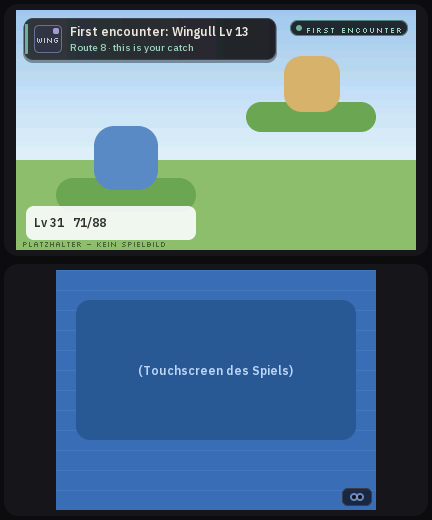 WING
First encounter: Wingull Lv 13
Route 8 · this is your catch
FIRST ENCOUNTER
Lv 31 71/88
PLATZHALTER — KEIN SPIELBILD
(Touchscreen des Spiels)